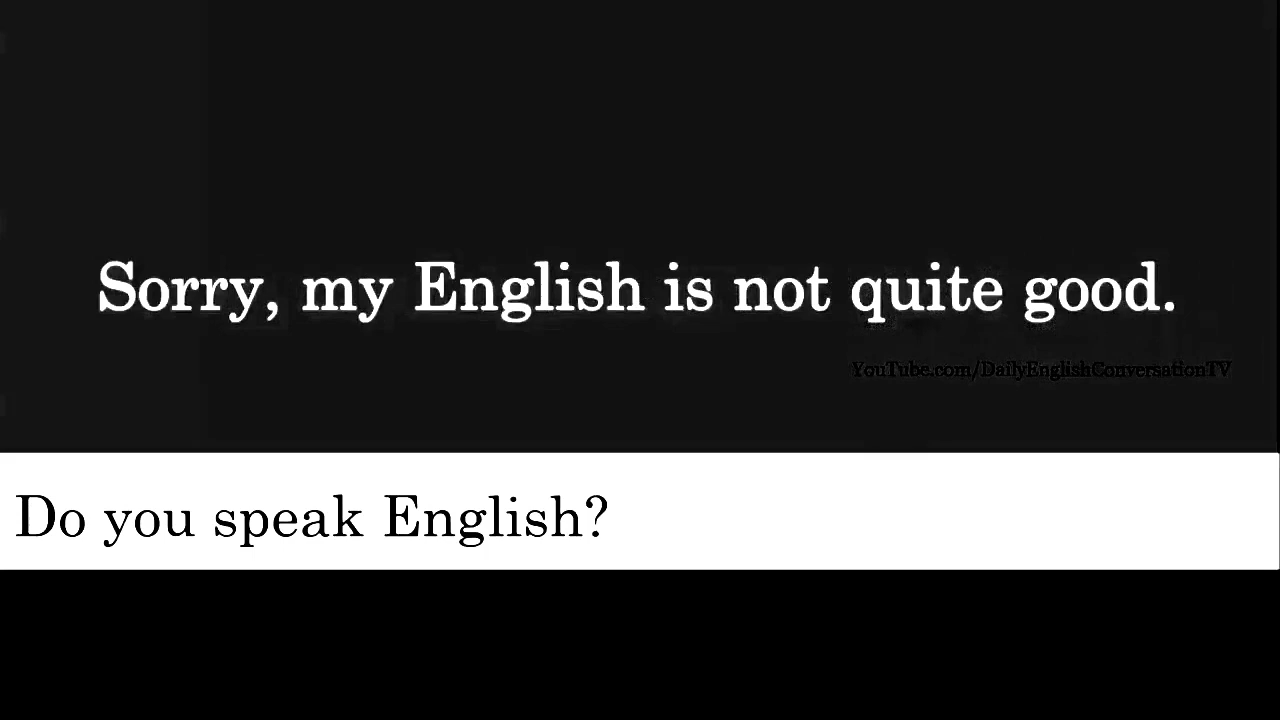 Sorry, my English is not quite good.
YouTube.com/DailyEnglishConversationTV
Do you speak English?